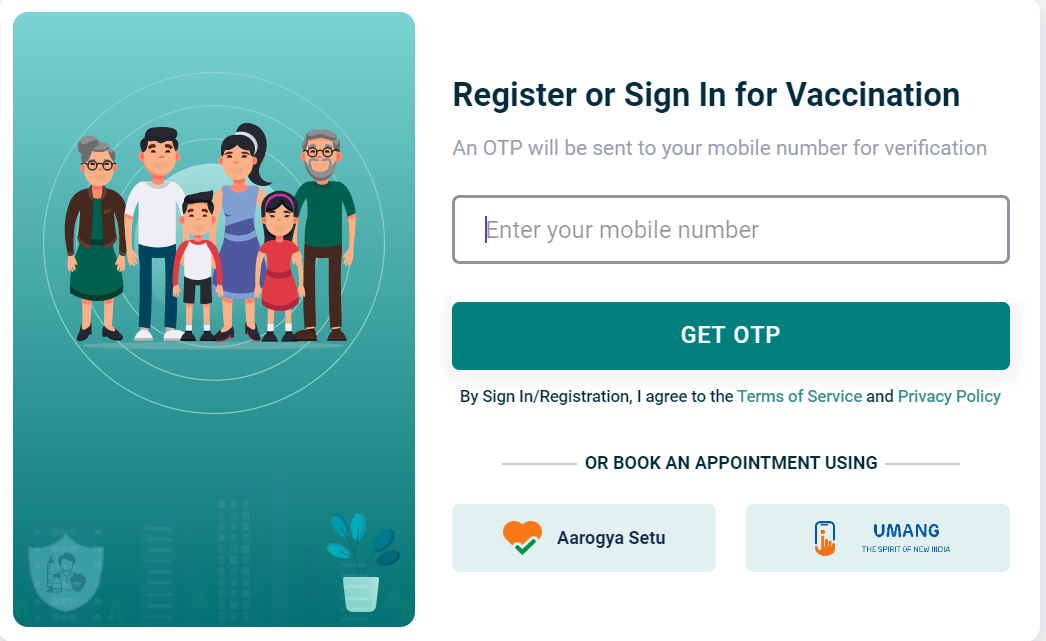 Register or Sign In for Vaccination
An OTP will be sent to your mobile number for verification
Enter your mobile number
GET OTP
By Sign In/Registration, I agree to the Terms of Service and Privacy Policy
OR BOOK AN APPOINTMENT USING
Aarogya Setu
UMANG
THE SPIRIT OF NEW INDIA